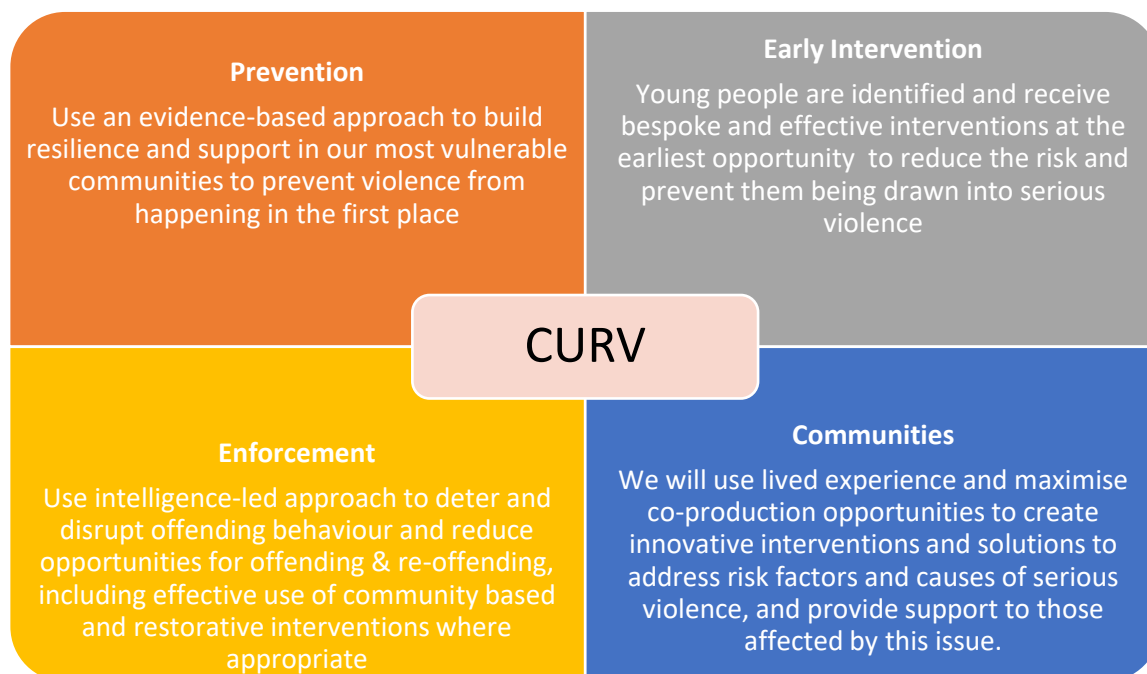 Prevention
Use an evidence-based approach to build
resilience and support in our most vulnerable
communities to prevent violence from
happening in the first place
Early Intervention
Young people are identified and receive
bespoke and effective interventions at the
earliest opportunity  to reduce the risk and
prevent them being drawn into serious
violence
CURV
Enforcement
Use intelligence-led approach to deter and
disrupt offending behaviour and reduce
opportunities for offending & re-offending,
including effective use of community based
and restorative interventions where
appropriate
Communities
We will use lived experience and maximise
co-production opportunities to create
innovative interventions and solutions to
address risk factors and causes of serious
violence, and provide support to those
affected by this issue.